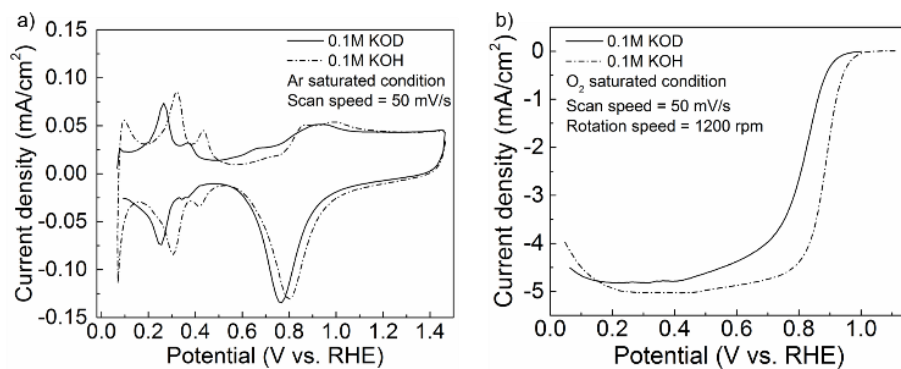 a)
0.15
0.10
0.05
0.00
-0.05
-0.10
-0.15
Current density (mA/cm²)
0.1M KOD
0.1M KOH
Ar saturated condition
Scan speed = 50 mV/s
0.0 0.2 0.4 0.6 0.8 1.0 1.2 1.4
Potential (V vs. RHE)
b)
0
-1
-2
-3
-4
-5
Current density (mA/cm²)
0.1M KOD
0.1M KOH
O₂ saturated condition
Scan speed = 50 mV/s
Rotation speed = 1200 rpm
0.0 0.2 0.4 0.6 0.8 1.0
Potential (V vs. RHE)